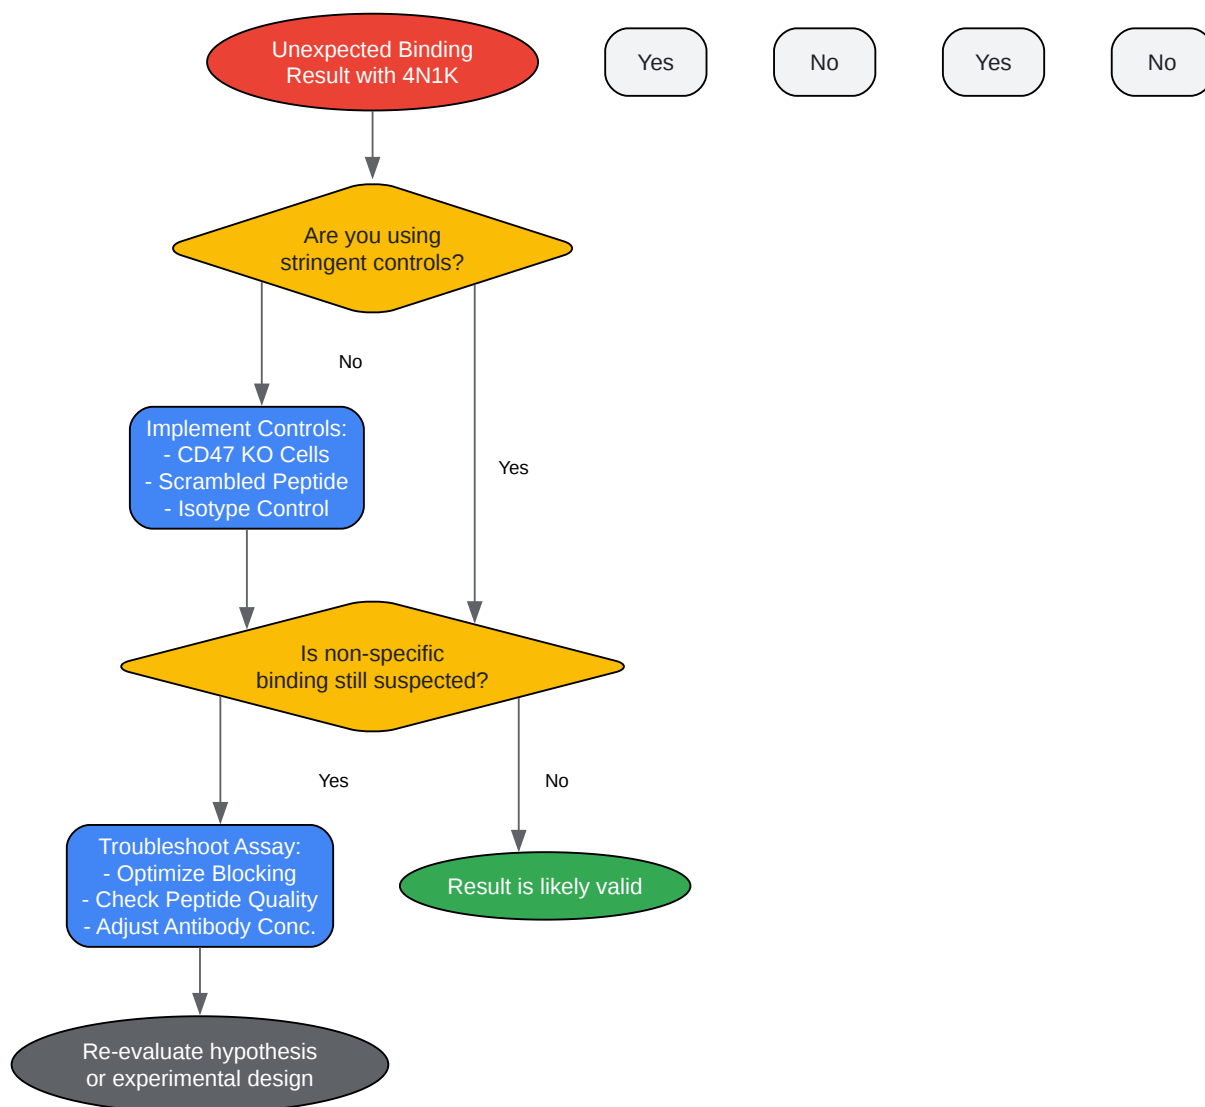 Unexpected Binding
Result with 4N1K
Yes
No
Yes
No
Are you using
stringent controls?
No
Implement Controls:
- CD47 KO Cells
- Scrambled Peptide
- Isotype Control
Yes
Is non-specific
binding still suspected?
Yes
No
Troubleshoot Assay:
- Optimize Blocking
- Check Peptide Quality
- Adjust Antibody Conc.
Result is likely valid
Re-evaluate hypothesis
or experimental design